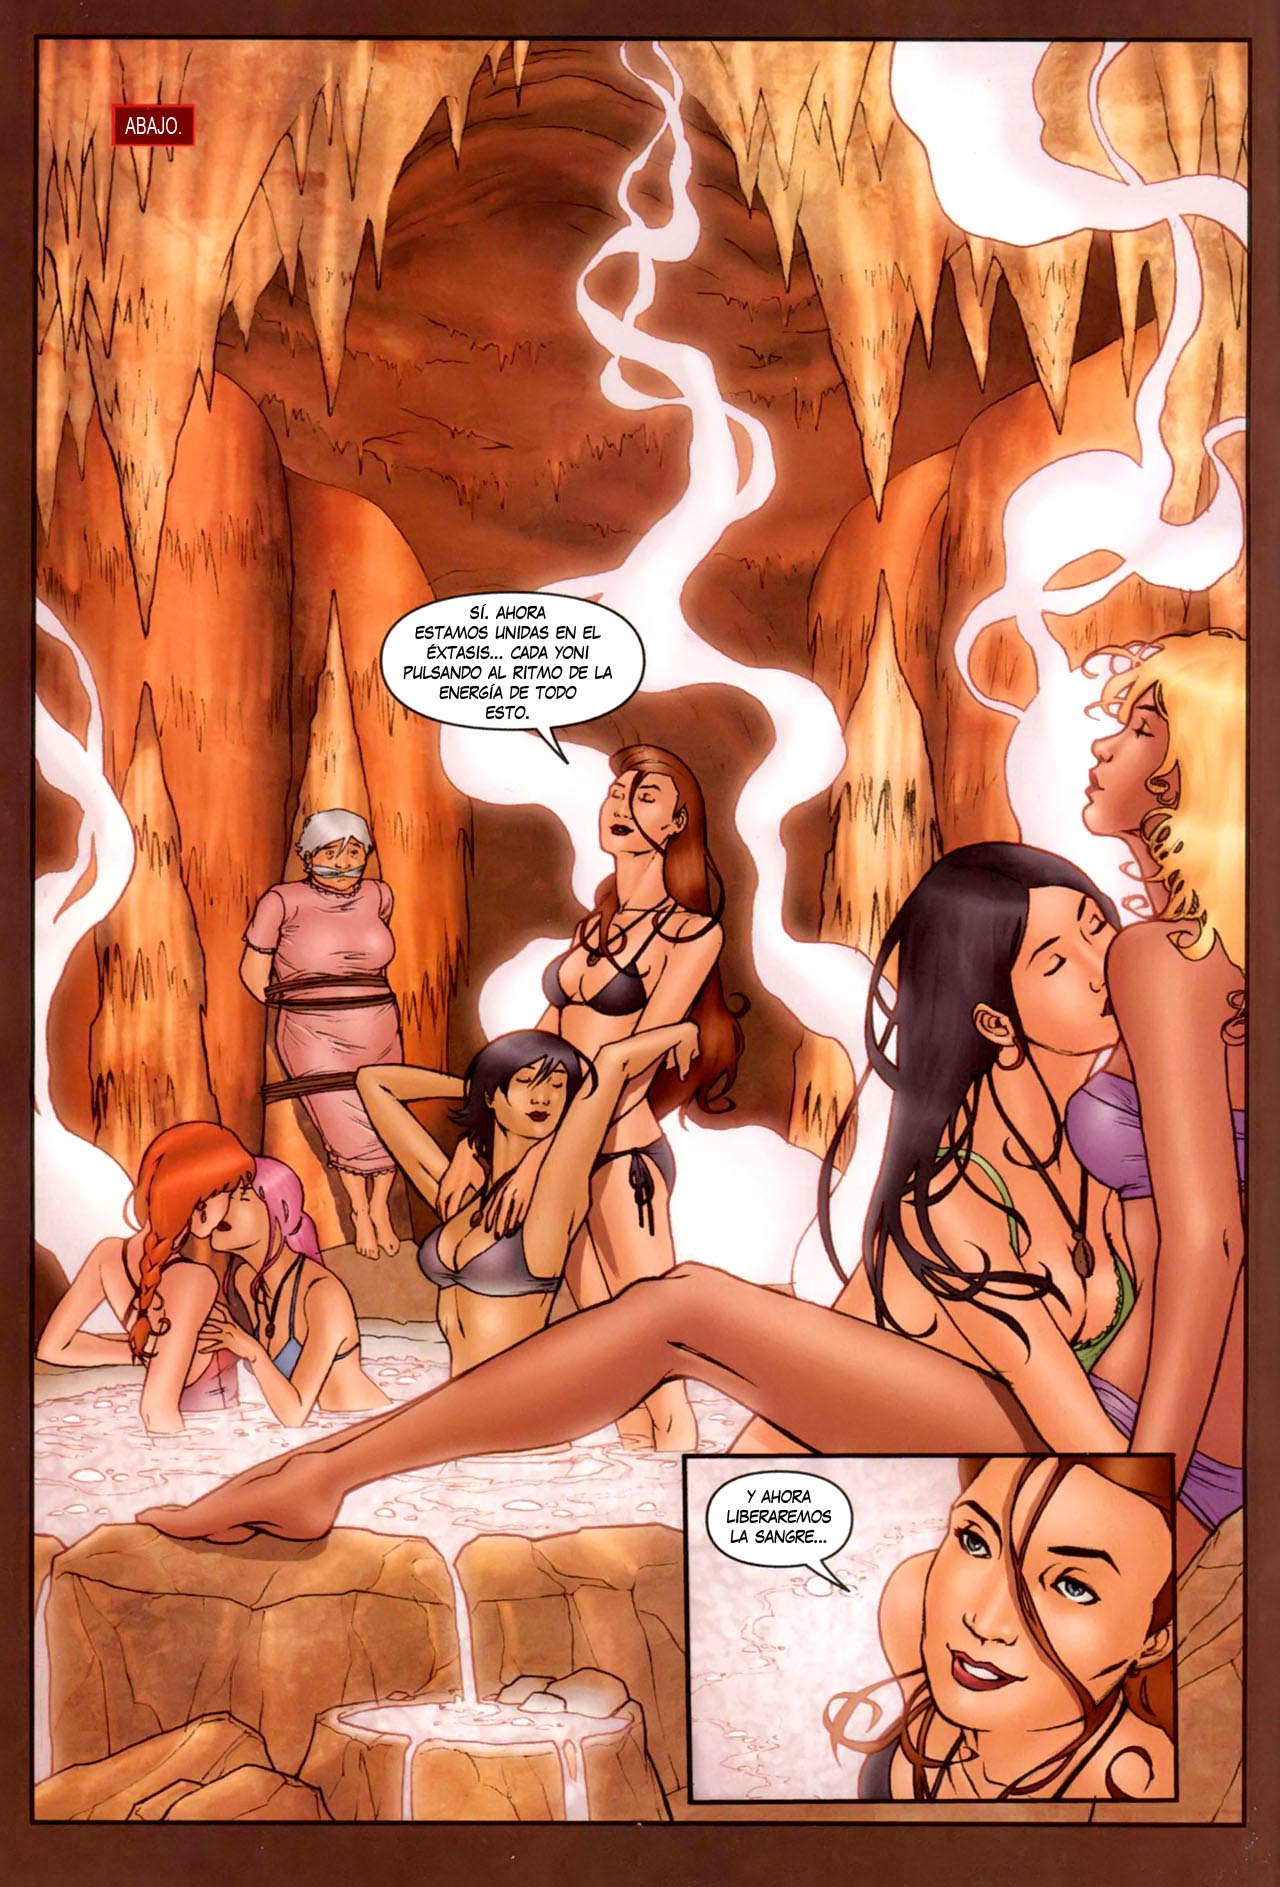 ABAJO.
SÍ. AHORA
ESTAMOS UNIDAS EN EL
ÉXTASIS... CADA YONI
PULSANDO AL RITMO DE LA
ENERGÍA DE TODO
ESTO.
Y AHORA
LIBERAREMOS
LA SANGRE...